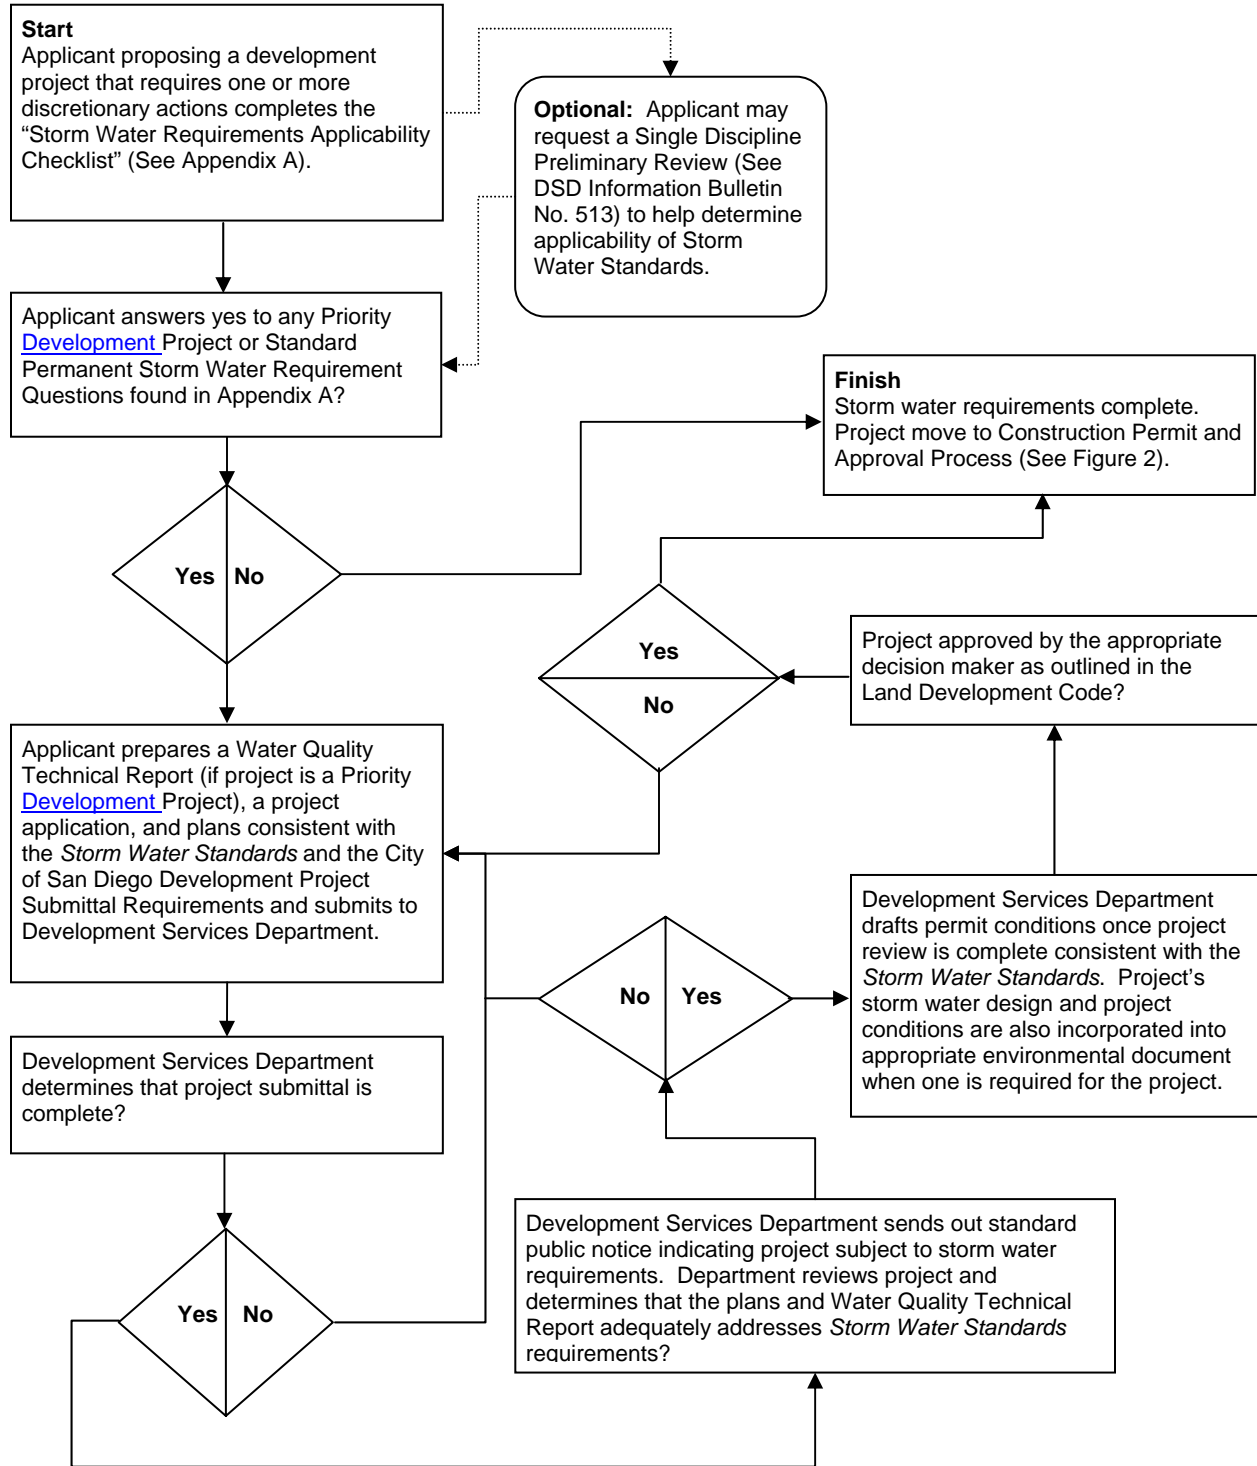 Start
Applicant proposing a development
project that requires one or more
discretionary actions completes the
“Storm Water Requirements Applicability
Checklist” (See Appendix A).
Optional:  Applicant may
request a Single Discipline
Preliminary Review (See
DSD Information Bulletin
No. 513) to help determine
applicability of Storm
Water Standards.
Applicant answers yes to any Priority
Development Project or Standard
Permanent Storm Water Requirement
Questions found in Appendix A?
Finish
Storm water requirements complete.
Project move to Construction Permit and
Approval Process (See Figure 2).
Yes No
Yes
No
Project approved by the appropriate
decision maker as outlined in the
Land Development Code?
Applicant prepares a Water Quality
Technical Report (if project is a Priority
Development Project), a project
application, and plans consistent with
the Storm Water Standards and the City
of San Diego Development Project
Submittal Requirements and submits to
Development Services Department.
No Yes
Development Services Department
drafts permit conditions once project
review is complete consistent with the
Storm Water Standards.  Project’s
storm water design and project
conditions are also incorporated into
appropriate environmental document
when one is required for the project.
Development Services Department
determines that project submittal is
complete?
Yes No
Development Services Department sends out standard
public notice indicating project subject to storm water
requirements.  Department reviews project and
determines that the plans and Water Quality Technical
Report adequately addresses Storm Water Standards
requirements?